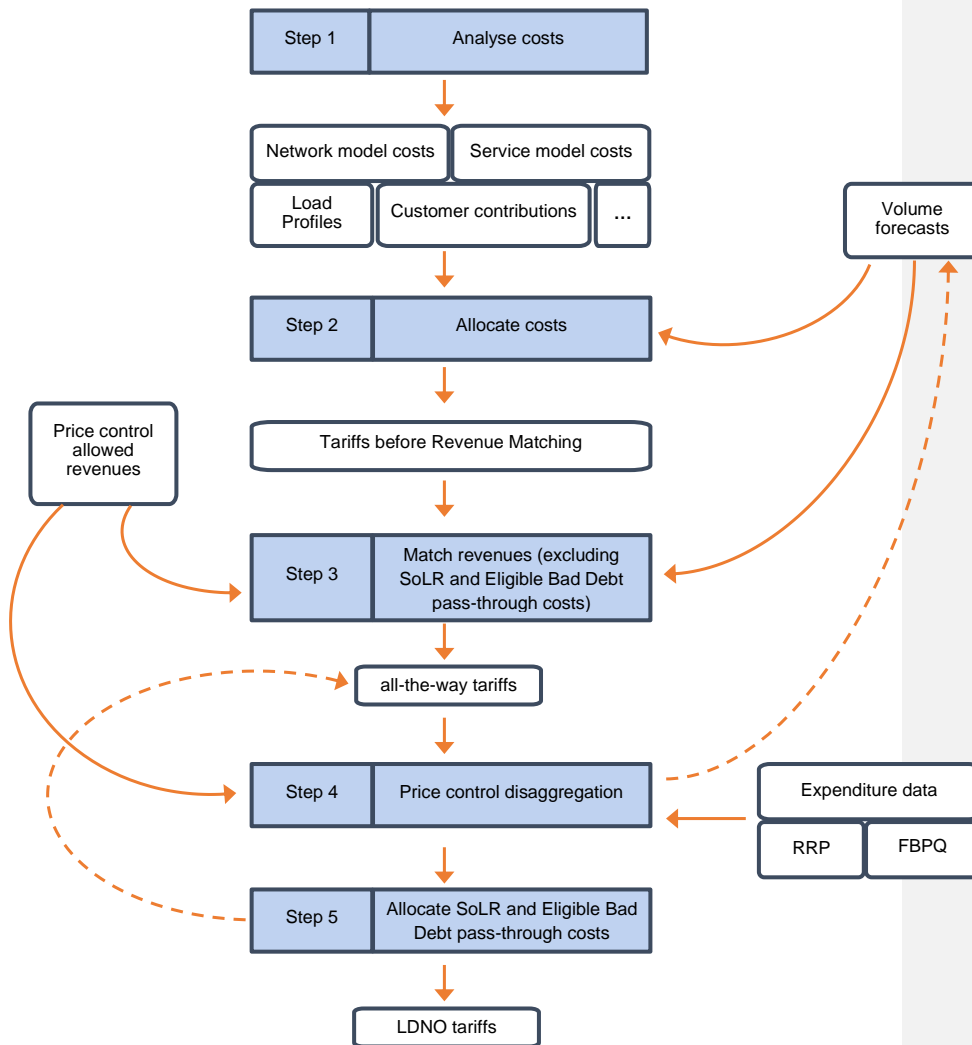 Step 1
Analyse costs
Network model costs
Service model costs
Load
Profiles
Customer contributions
...
Volume
forecasts
Step 2
Allocate costs
Price control
allowed
revenues
Tariffs before Revenue Matching
Step 3
Match revenues (excluding
SoLR and Eligible Bad Debt
pass-through costs)
all-the-way tariffs
Step 4
Price control disaggregation
Expenditure data
RRP
FBPQ
Step 5
Allocate SoLR and Eligible Bad
Debt pass-through costs
LDNO tariffs